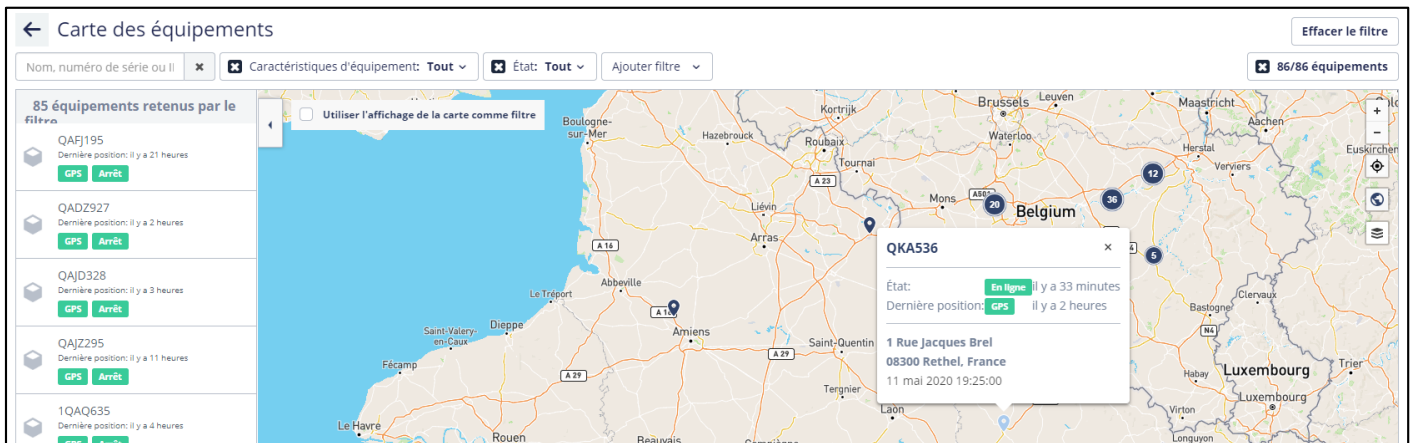 Carte des équipements
Effacer le filtre
Nom, numéro de série ou II
Caractéristiques d'équipement: Tout
État: Tout
Ajouter filtre
86/86 équipements
85 équipements retenus par le
filtre
QAFJ195
Dernière position: il y a 21 heures
GPS Arrêt
QADZ927
Dernière position: il y a 2 heures
GPS Arrêt
QAJD328
Dernière position: il y a 3 heures
GPS Arrêt
QAJZ295
Dernière position: il y a 11 heures
GPS Arrêt
1QAQ635
Dernière position: il y a 4 heures
GPS Arrêt
Utiliser l'affichage de la carte comme filtre
Boulogne-
sur-Mer
Hazebrouck
Kortrijk
Roubaix
Tournai
Brussels
Leuven
Waterloo
Maastricht
Aachen
Herstal
Verviers
Euskirchen
+
−
A 23
Liévin
Mons
20
Belgium
36
12
5
Arras
A 16
Abbeville
Le Tréport
Dieppe
Saint-Valery-
en-Caux
Amiens
Saint-Quentin
A 29
Fécamp
A 29
Tergnier
Laon
Le Havre
Rouen
Beauvais
Compiègne
Clervaux
Bastogne
N4
Trier
Luxembourg
Habay
Luxembourg
Virton
Longuyon
QKA536
×
État: En ligne il y a 33 minutes
Dernière position: GPS il y a 2 heures
1 Rue Jacques Brel
08300 Rethel, France
11 mai 2020 19:25:00